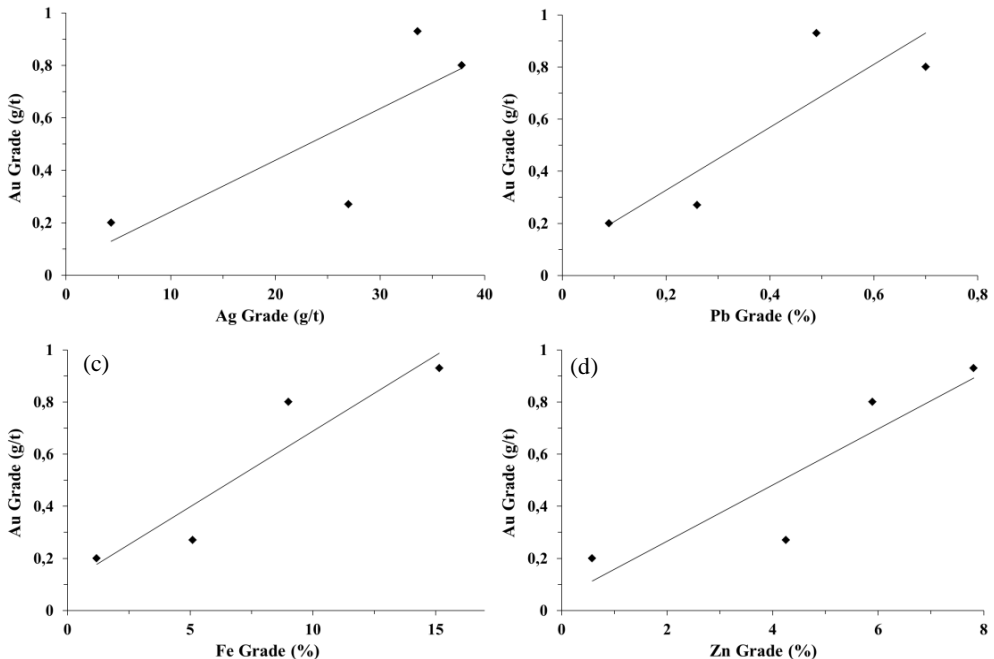 1
0,8
0,6
0,4
0,2
0
Au Grade (g/t)
0 10 20 30 40
Ag Grade (g/t)
1
0,8
0,6
0,4
0,2
0
Au Grade (g/t)
0 0,2 0,4 0,6 0,8
Pb Grade (%)
(c)
1
0,8
0,6
0,4
0,2
0
Au Grade (g/t)
0 5 10 15
Fe Grade (%)
(d)
1
0,8
0,6
0,4
0,2
0
Au Grade (g/t)
0 2 4 6 8
Zn Grade (%)